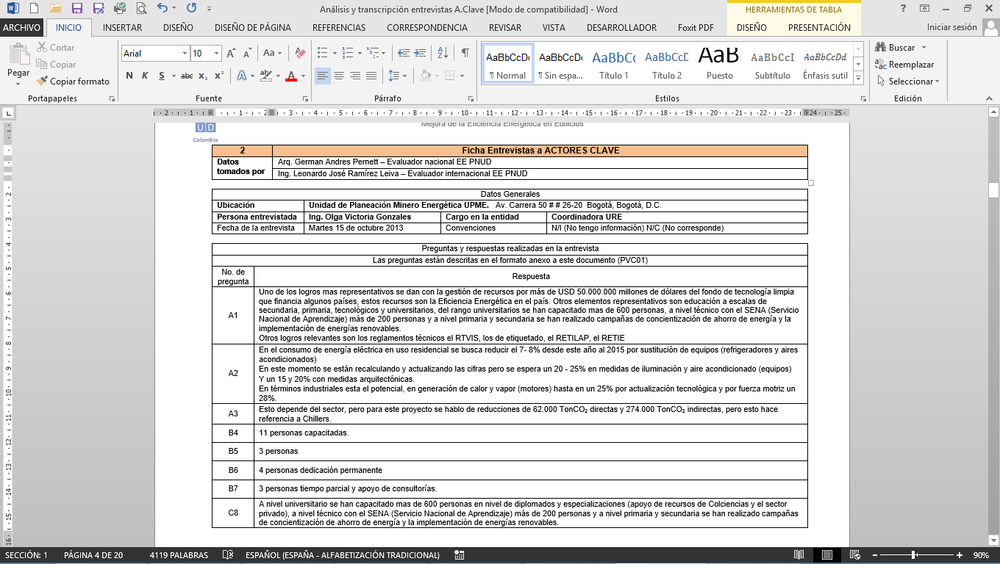 Análisis y transcripción entrevistas A.Clave [Modo de compatibilidad] - Word
HERRAMIENTAS DE TABLA
ARCHIVO INICIO INSERTAR DISEÑO DISEÑO DE PÁGINA REFERENCIAS CORRESPONDENCIA REVISAR VISTA DESARROLLADOR Foxit PDF DISEÑO PRESENTACIÓN Iniciar sesión
Pegar
Cortar
Copiar
Copiar formato
Portapapeles
Arial 10
Aa
N K S abc x₂ x²
Fuente
Párrafo
AaBbCcDc AaBbCcDc AaBbCc AaBbCcD AaB AaBbCcI AaBbCcDd.
¶ Normal ¶ Sin espa... Título 1 Título 2 Puesto Subtítulo Énfasis sutil
Estilos
Buscar
Reemplazar
Seleccionar
Edición
Mejora de la Eficiencia Energética en Edificios
U D
Colombia
2 Ficha Entrevistas a ACTORES CLAVE
Datos tomados por
Arq. German Andres Pernett – Evaluador nacional EE PNUD
Ing. Leonardo José Ramírez Leiva – Evaluador internacional EE PNUD
Datos Generales
Ubicación Unidad de Planeación Minero Energética UPME. Av. Carrera 50 # # 26-20 Bogotá, Bogotá, D.C.
Persona entrevistada Ing. Olga Victoria Gonzales Cargo en la entidad Coordinadora URE
Fecha de la entrevista Martes 15 de octubre 2013 Convenciones N/I (No tengo información) N/C (No corresponde)
Preguntas y respuestas realizadas en la entrevista
Las preguntas están descritas en el formato anexo a este documento (PVC01)
No. de pregunta Respuesta
A1
Uno de los logros mas representativos se dan con la gestión de recursos por más de USD 50.000.000 millones de dólares del fondo de tecnología limpia
que financia algunos países, estos recursos son la Eficiencia Energética en el país. Otros elementos representativos son educación a escalas de
secundaria, primaria, tecnológicos y universitarios, del rango universitarios se han capacitado mas de 600 personas, a nivel técnico con el SENA (Servicio
Nacional de Aprendizaje) más de 200 personas y a nivel primaria y secundaria se han realizado campañas de concientización de ahorro de energía y la
implementación de energías renovables.
Otros logros relevantes son los reglamentos técnicos el RTVIS, los de etiquetado, el RETILAP, el RETIE
A2
En el consumo de energía eléctrica en uso residencial se busca reducir el 7- 8% desde este año al 2015 por sustitución de equipos (refrigeradores y aires
acondicionados)
En este momento se están recalculando y actualizando las cifras pero se espera un 20 - 25% en medidas de iluminación y aire acondicionado (equipos)
Y un 15 y 20% con medidas arquitectónicas.
En términos industriales esta el potencial, en generación de calor y vapor (motores) hasta en un 25% por actualización tecnológica y por fuerza motriz un
28%.
A3
Esto depende del sector, pero para este proyecto se hablo de reducciones de 62.000 TonCO₂ directas y 274.000 TonCO₂ indirectas, pero esto hace
referencia a Chillers.
B4 11 personas capacitadas.
B5 3 personas
B6 4 personas dedicación permanente
B7 3 personas tiempo parcial y apoyo de consultorías.
C8
A nivel universitario se han capacitado mas de 600 personas en nivel de diplomados y especializaciones (apoyo de recursos de Colciencias y el sector
privado), a nivel técnico con el SENA (Servicio Nacional de Aprendizaje) más de 200 personas y a nivel primaria y secundaria se han realizado campañas
de concientización de ahorro de energía y la implementación de energías renovables.
SECCIÓN: 1 PÁGINA 4 DE 20 4119 PALABRAS ESPAÑOL (ESPAÑA - ALFABETIZACIÓN TRADICIONAL) 90%